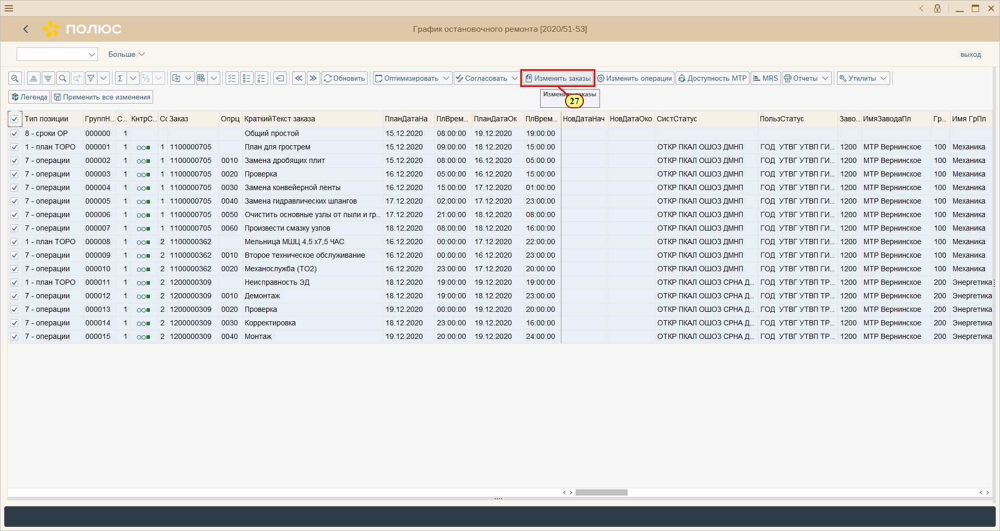 ПОЛЮС
График остановочного ремонта [2020/51-53]
Больше
выход
Обновить Оптимизировать Согласовать Изменить заказы Изменить операции Доступность МТР MRS Отчеты Утилиты
Легенда Применить все изменения
27
Тип позиции ГруппН... С... КнтрС... Сс Заказ Опрц КраткийТекст заказа ПланДатаНа ПлВрем... ПланДатаОк ПлВрем... НовДатаНач НовДатаОко СистСтатус ПользСтатус Заво... ИмяЗаводаПл Гр... Имя ГрПл
8 - сроки ОР 000000 1 Общий простой 15.12.2020 08:00:00 19.12.2020 19:00:00
1 - план ТОРО 000001 1 1 1100000705 План для гростреm 15.12.2020 09:00:00 18.12.2020 15:00:00 ОТКР ПКАЛ ОШОЗ ДМНП ГОД УТВГ УТВП ГИ... 1200 МТР Вернинское 100 Механика
7 - операции 000002 1 1 1100000705 0010 Замена дробящих плит 15.12.2020 08:00:00 16.12.2020 05:00:00 ОТКР ПКАЛ ОШОЗ ДМНП ГОД УТВГ УТВП ГИ... 1200 МТР Вернинское 100 Механика
7 - операции 000003 1 1 1100000705 0020 Проверка 16.12.2020 05:00:00 16.12.2020 15:00:00 ОТКР ПКАЛ ОШОЗ ДМНП ГОД УТВГ УТВП ГИ... 1200 МТР Вернинское 100 Механика
7 - операции 000004 1 1 1100000705 0030 Замена конвейерной ленты 16.12.2020 15:00:00 17.12.2020 01:00:00 ОТКР ПКАЛ ОШОЗ ДМНП ГОД УТВГ УТВП ГИ... 1200 МТР Вернинское 100 Механика
7 - операции 000005 1 1 1100000705 0040 Замена гидравлических шлангов 17.12.2020 02:00:00 17.12.2020 23:00:00 ОТКР ПКАЛ ОШОЗ ДМНП ГОД УТВГ УТВП ГИ... 1200 МТР Вернинское 100 Механика
7 - операции 000006 1 1 1100000705 0050 Очистить основные узлы от пыли и гр... 17.12.2020 21:00:00 18.12.2020 08:00:00 ОТКР ПКАЛ ОШОЗ ДМНП ГОД УТВГ УТВП ГИ... 1200 МТР Вернинское 100 Механика
7 - операции 000007 1 1 1100000705 0060 Произвести смазку узлов 18.12.2020 08:00:00 18.12.2020 16:00:00 ОТКР ПКАЛ ОШОЗ ДМНП ГОД УТВГ УТВП ГИ... 1200 МТР Вернинское 100 Механика
1 - план ТОРО 000008 1 2 1100000362 Мельница МШЦ 4,5 х7,5 ЧАС 16.12.2020 00:00:00 17.12.2020 22:00:00 ОТКР ПКАЛ ОШОЗ ДМНП ГОД УТВГ УТВП ГИ... 1200 МТР Вернинское 100 Механика
7 - операции 000009 1 2 1100000362 0010 Второе техническое обслуживание 16.12.2020 00:00:00 16.12.2020 23:00:00 ОТКР ПКАЛ ОШОЗ ДМНП ГОД УТВГ УТВП ГИ... 1200 МТР Вернинское 100 Механика
7 - операции 000010 1 2 1100000362 0020 Механослужба (ТО2) 16.12.2020 23:00:00 17.12.2020 20:00:00 ОТКР ПКАЛ ОШОЗ ДМНП ГОД УТВГ УТВП ГИ... 1200 МТР Вернинское 100 Механика
1 - план ТОРО 000011 1 2 1200000309 Неисправность ЭД 18.12.2020 19:00:00 19.12.2020 19:00:00 ОТКР ПКАЛ ОШОЗ СРНА Д... ГОД УТВГ УТВП ТР... 1200 МТР Вернинское 200 Энергетика
7 - операции 000012 1 2 1200000309 0010 Демонтаж 18.12.2020 19:00:00 18.12.2020 23:00:00 ОТКР ПКАЛ ОШОЗ СРНА Д... ГОД УТВГ УТВП ТР... 1200 МТР Вернинское 200 Энергетика
7 - операции 000013 1 2 1200000309 0020 Проверка 19.12.2020 00:00:00 19.12.2020 20:00:00 ОТКР ПКАЛ ОШОЗ СРНА Д... ГОД УТВГ УТВП ТР... 1200 МТР Вернинское 200 Энергетика
7 - операции 000014 1 2 1200000309 0030 Корректировка 18.12.2020 23:00:00 19.12.2020 16:00:00 ОТКР ПКАЛ ОШОЗ СРНА Д... ГОД УТВГ УТВП ТР... 1200 МТР Вернинское 200 Энергетика
7 - операции 000015 1 2 1200000309 0040 Монтаж 19.12.2020 20:00:00 19.12.2020 24:00:00 ОТКР ПКАЛ ОШОЗ СРНА Д... ГОД УТВГ УТВП ТР... 1200 МТР Вернинское 200 Энергетика